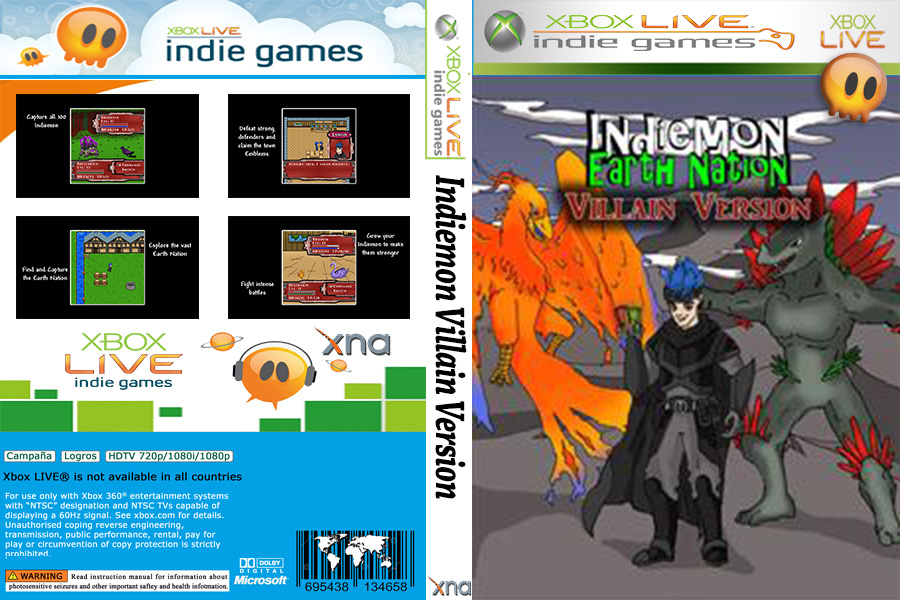 XBOX LIVE
indie games
Capture all 100
Indiemon
Defeat strong
defenders and
claim the town
Emblems
Find and Capture
the Earth Nation
Explore the vast
Earth Nation
Grow your
Indiemon to make
them stronger
Fight intense
battles
XBOX
LIVE
indie games
xna
Campaña
Logros
HDTV 720p/1080i/1080p
Xbox LIVE® is not available in all countries
For use only with Xbox 360® entertainment systems
with “NTSC” designation and NTSC TVs capable of
displaying a 60Hz signal. See xbox.com for details.
Unauthorised coping reverse engineering,
transmission, public performance, rental, pay for
play or circumvention of copy protection is strictly
prohibited.
WARNING Read instruction manual for information about
photosensitive seizures and other important saftey and health infotmation.
DOLBY
DIGITAL
Microsoft
695438 134658
XBOX LIVE
indie games
Indiemon Villain Version
xna
XBOX LIVE
indie games
XBOX
LIVE
INDIEMON
EARTH NATION
VILLAIN VERSION